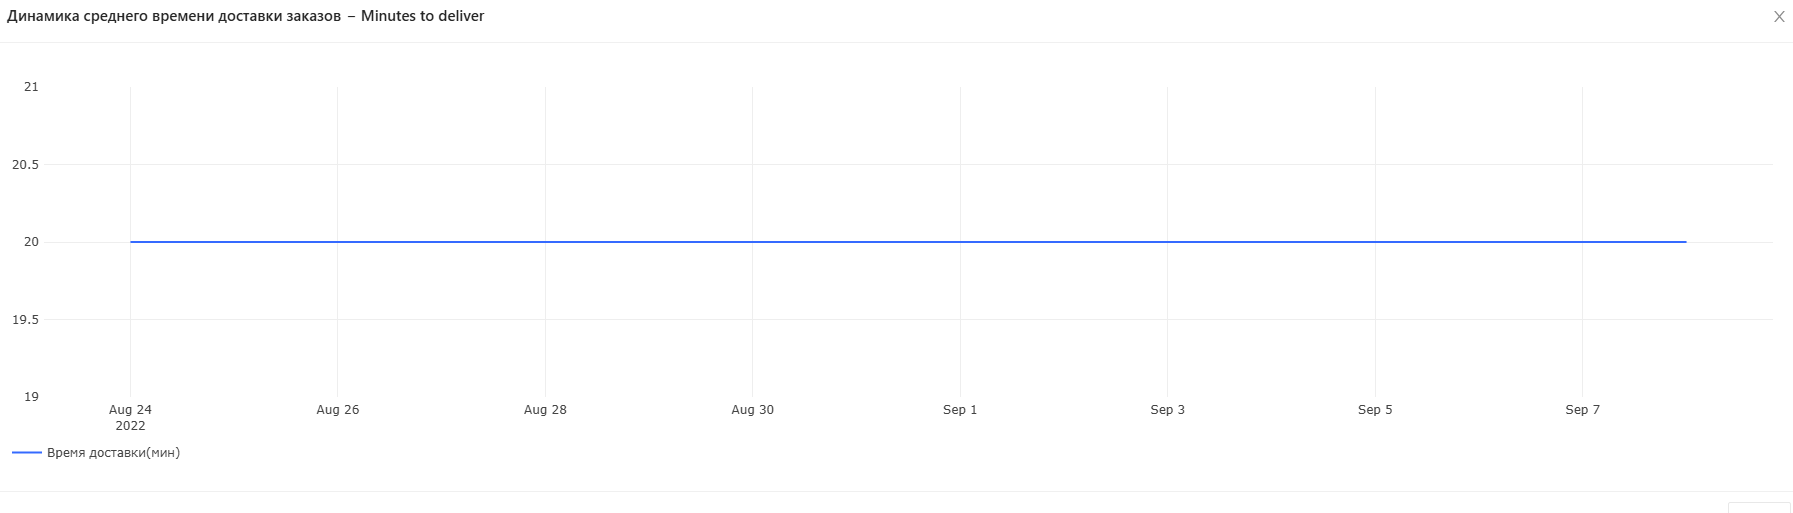 Динамика среднего времени доставки заказов – Minutes to deliver
21
20.5
20
19.5
19
Aug 24 Aug 26 Aug 28 Aug 30 Sep 1 Sep 3 Sep 5 Sep 7
2022
Время доставки(мин)